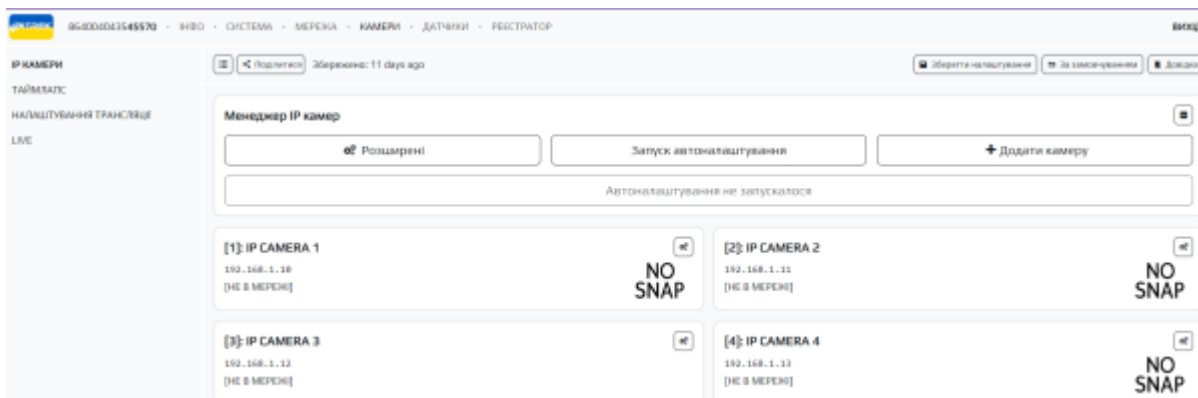 864004043545570 - ІНФО - СИСТЕМА - МЕРЕЖА - КАМЕРИ - ДАТЧИКИ - РЕЄСТРАТОР
ВИХІД
IP КАМЕРИ
ТАЙМЛАПС
НАЛАШТУВАННЯ ТРАНСЛЯЦІЇ
LIVE
Поділитися Збережено: 11 days ago
Зберегти налаштування За замовчуванням Довідка
Менеджер IP камер
Розширені Запуск автоналаштування Додати камеру
Автоналаштування не запускалося
[1]: IP CAMERA 1
192.168.1.10
[НЕ В МЕРЕЖІ]
NO
SNAP
[2]: IP CAMERA 2
192.168.1.11
[НЕ В МЕРЕЖІ]
NO
SNAP
[3]: IP CAMERA 3
192.168.1.12
[НЕ В МЕРЕЖІ]
[4]: IP CAMERA 4
192.168.1.13
[НЕ В МЕРЕЖІ]
NO
SNAP